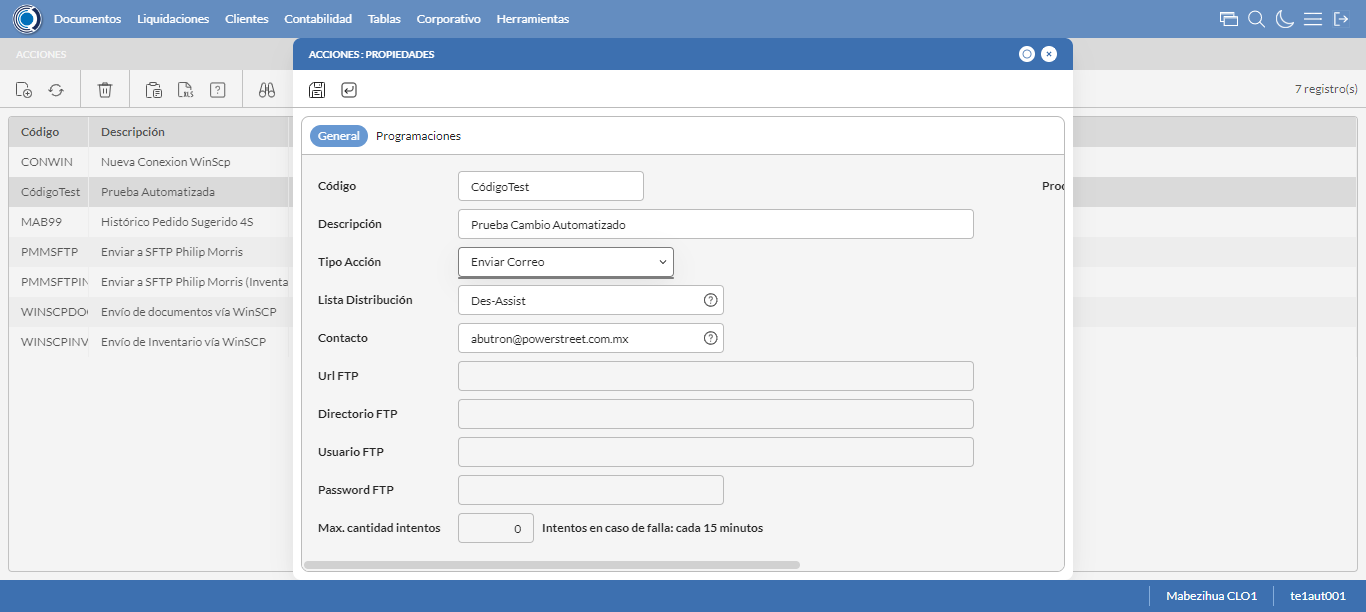 Documentos Liquidaciones Clientes Contabilidad Tablas Corporativo Herramientas
ACCIONES
ACCIONES : PROPIEDADES
XLS
7 registro(s)
Código Descripción
CONWIN Nueva Conexion WinScp
CódigoTest Prueba Automatizada
MAB99 Histórico Pedido Sugerido 4S
PMMSFTP Enviar a SFTP Philip Morris
PMMSFTPIN Enviar a SFTP Philip Morris (Inventa
WINSCPDO Envío de documentos vía WinSCP
WINSCPINV Envío de Inventario vía WinSCP
General Programaciones
Código CódigoTest Proc
Descripción Prueba Cambio Automatizado
Tipo Acción Enviar Correo
Lista Distribución Des-Assist
Contacto abutron@powerstreet.com.mx
Url FTP
Directorio FTP
Usuario FTP
Password FTP
Max. cantidad intentos 0 Intentos en caso de falla: cada 15 minutos
Mabezihua CLO1 te1aut001